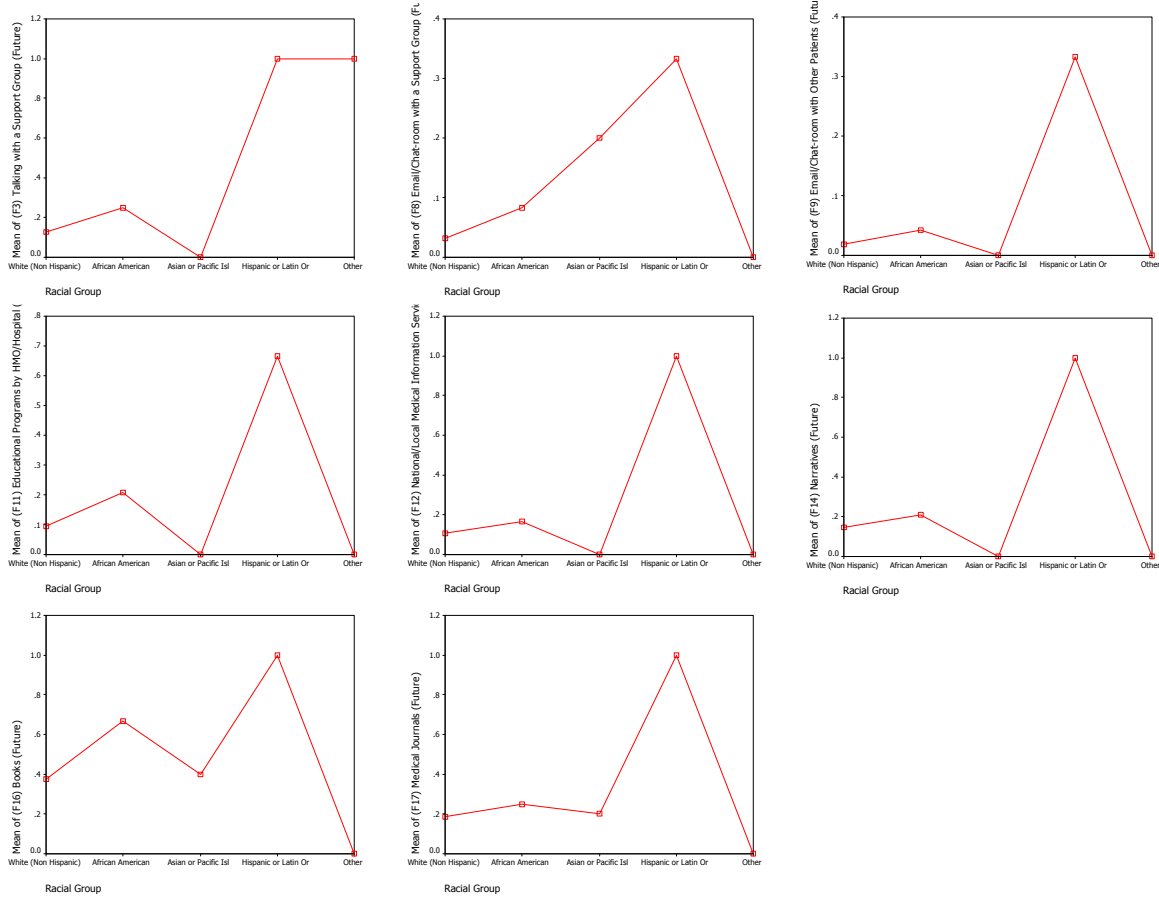 Mean of (F3) Talking with a Support Group (Future)
1.2
1.0
.8
.6
.4
.2
0.0
White (Non Hispanic) African American Asian or Pacific Isl Hispanic or Latin Or Other
Racial Group
Mean of (F8) Email/Chat-room with a Support Group (Fu
.4
.3
.2
.1
0.0
White (Non Hispanic) African American Asian or Pacific Isl Hispanic or Latin Or Other
Racial Group
Mean of (F9) Email/Chat-room with Other Patients (Futu
.4
.3
.2
.1
0.0
White (Non Hispanic) African American Asian or Pacific Isl Hispanic or Latin Or Other
Racial Group
Mean of (F11) Educational Programs by HMO/Hospital (
.8
.7
.6
.5
.4
.3
.2
.1
0.0
White (Non Hispanic) African American Asian or Pacific Isl Hispanic or Latin Or Other
Racial Group
Mean of (F12) National/Local Medical Information Servic
1.2
1.0
.8
.6
.4
.2
0.0
White (Non Hispanic) African American Asian or Pacific Isl Hispanic or Latin Or Other
Racial Group
Mean of (F14) Narratives (Future)
1.2
1.0
.8
.6
.4
.2
0.0
White (Non Hispanic) African American Asian or Pacific Isl Hispanic or Latin Or Other
Racial Group
Mean of (F16) Books (Future)
1.2
1.0
.8
.6
.4
.2
0.0
White (Non Hispanic) African American Asian or Pacific Isl Hispanic or Latin Or Other
Racial Group
Mean of (F17) Medical Journals (Future)
1.2
1.0
.8
.6
.4
.2
0.0
White (Non Hispanic) African American Asian or Pacific Isl Hispanic or Latin Or Other
Racial Group